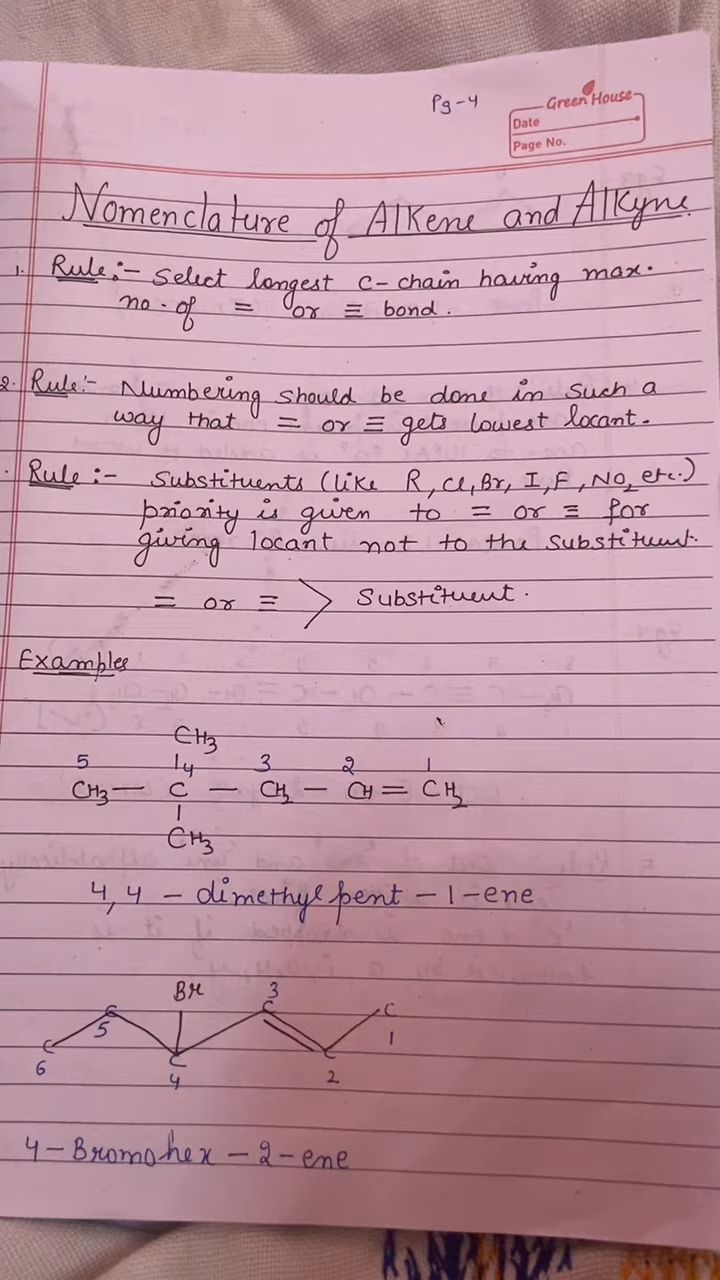 Pg-4
Green House
Date
Page No.
Nomenclature of Alkene and Alkyne.
1. Rule:- Select longest C-chain having max.
no. of = or ≡ bond.
2. Rule:- Numbering should be done in such a
way that = or ≡ gets lowest locant.
. Rule:- Substituents (like R, Cl, Br, I, F, NO2 etc.)
priority is given to = or ≡ for
giving locant not to the substituent.
= or ≡ > Substituent.
Examples
CH3
5 4 3 2 1
CH3 — C — CH2 — CH = CH2
CH3
4,4 - dimethyl pent - 1 - ene
Br 3
C C C
5 1
C C C
6 4 2
4 - Bromohex - 2 - ene